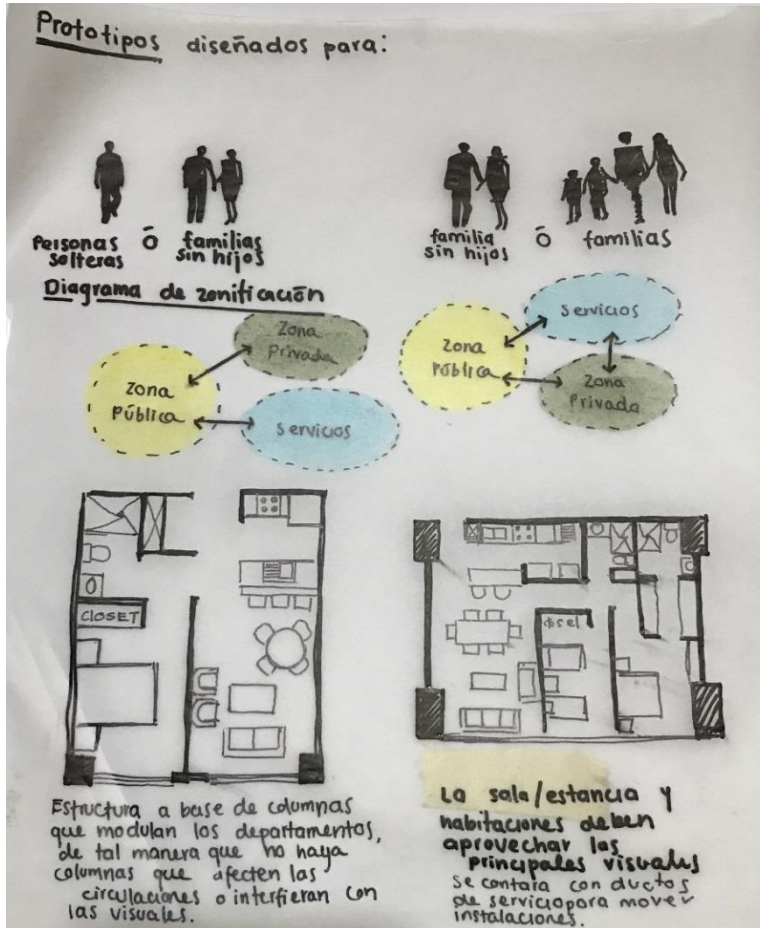 Prototipos diseñados para:
Personas solteras ó familias sin hijos
familia sin hijos ó familias
Diagrama de zonificación
Zona Privada
Zona Pública
Servicios
Servicios
Zona Pública
Zona Privada
CLOSET
Estructura a base de columnas
que modulan los departamentos,
de tal manera que no haya
columnas que afecten las
circulaciones o interfieran con
las visuales.
La sala/estancia y
habitaciones deben
aprovechar las
principales visuales
Se contara con ductos
de servicio para mover
instalaciones.